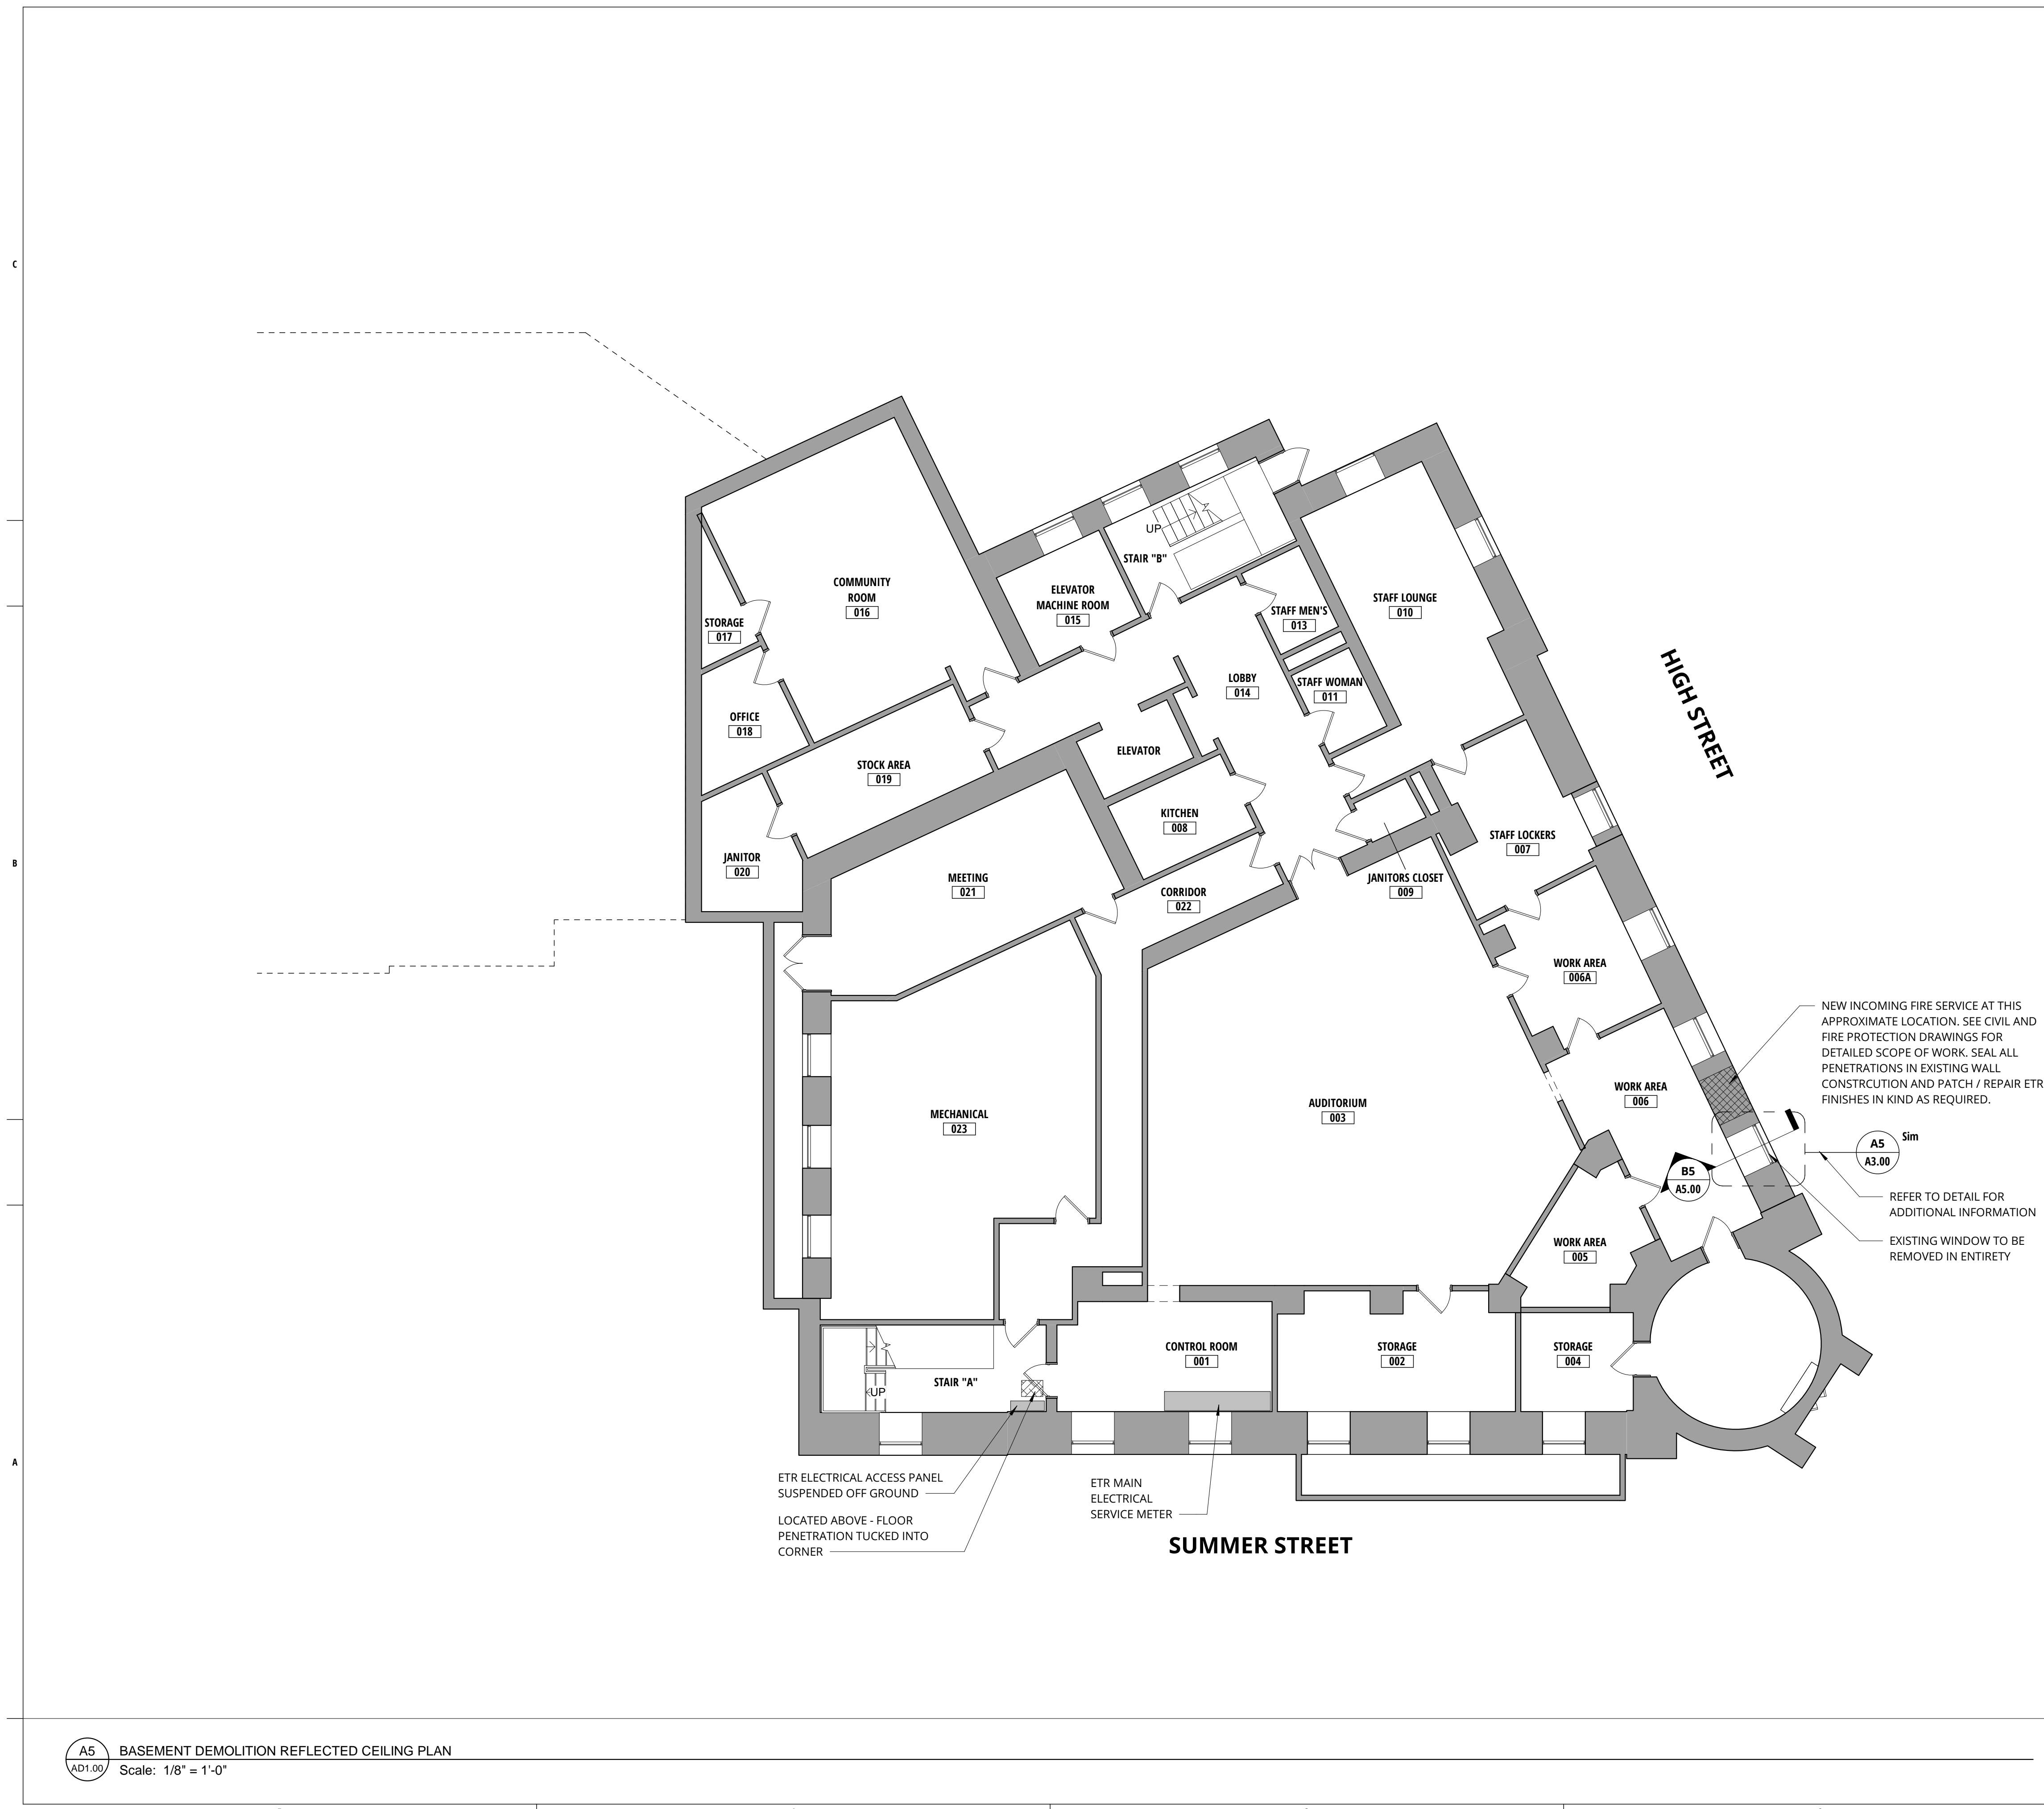 C
COMMUNITY
ROOM
016
STORAGE
017
OFFICE
018
STOCK AREA
019
JANITOR
020
ELEVATOR
MACHINE ROOM
015
UP
STAIR "B"
STAFF MEN'S
013
STAFF LOUNGE
010
LOBBY
014
STAFF WOMAN
011
ELEVATOR
KITCHEN
008
HIGH STREET
B
STAFF LOCKERS
007
JANITORS CLOSET
009
MEETING
021
CORRIDOR
022
WORK AREA
006A
NEW INCOMING FIRE SERVICE AT THIS
APPROXIMATE LOCATION. SEE CIVIL AND
FIRE PROTECTION DRAWINGS FOR
DETAILED SCOPE OF WORK. SEAL ALL
PENETRATIONS IN EXISTING WALL
CONSTRCUTION AND PATCH / REPAIR ETR
FINISHES IN KIND AS REQUIRED.
WORK AREA
006
AUDITORIUM
003
MECHANICAL
023
A5
A3.00
Sim
B5
A5.00
REFER TO DETAIL FOR
ADDITIONAL INFORMATION
EXISTING WINDOW TO BE
REMOVED IN ENTIRETY
WORK AREA
005
CONTROL ROOM
001
STORAGE
002
STORAGE
004
STAIR "A"
UP
A
ETR ELECTRICAL ACCESS PANEL
SUSPENDED OFF GROUND
LOCATED ABOVE - FLOOR
PENETRATION TUCKED INTO
CORNER
ETR MAIN
ELECTRICAL
SERVICE METER
SUMMER STREET
A5
AD1.00
BASEMENT DEMOLITION REFLECTED CEILING PLAN
Scale: 1/8" = 1'-0"